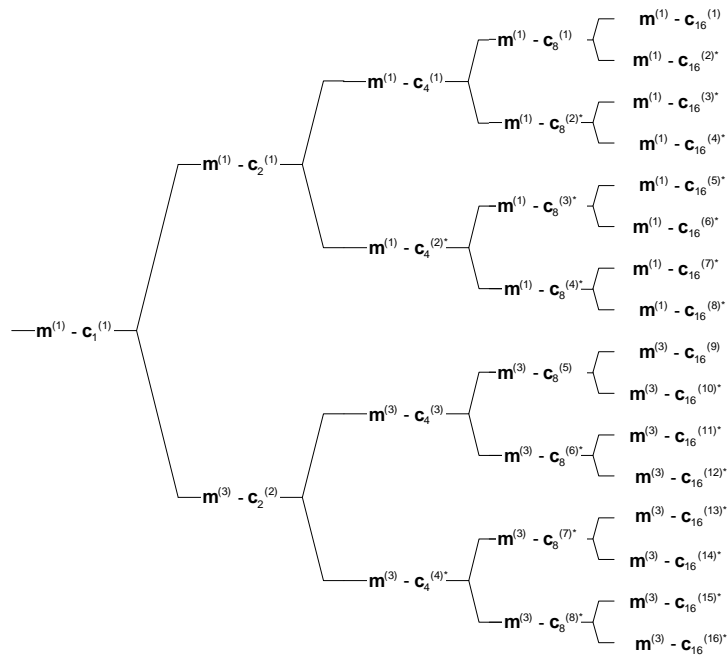 m⁽¹⁾ - c₁₆⁽¹⁾
m⁽¹⁾ - c₈⁽¹⁾
m⁽¹⁾ - c₁₆⁽²⁾*
m⁽¹⁾ - c₄⁽¹⁾
m⁽¹⁾ - c₁₆⁽³⁾*
m⁽¹⁾ - c₈⁽²⁾*
m⁽¹⁾ - c₁₆⁽⁴⁾*
m⁽¹⁾ - c₂⁽¹⁾
m⁽¹⁾ - c₁₆⁽⁵⁾*
m⁽¹⁾ - c₈⁽³⁾*
m⁽¹⁾ - c₁₆⁽⁶⁾*
m⁽¹⁾ - c₄⁽²⁾*
m⁽¹⁾ - c₁₆⁽⁷⁾*
m⁽¹⁾ - c₈⁽⁴⁾*
m⁽¹⁾ - c₁₆⁽⁸⁾*
m⁽¹⁾ - c₁⁽¹⁾
m⁽³⁾ - c₁₆⁽⁹⁾
m⁽³⁾ - c₈⁽⁵⁾
m⁽³⁾ - c₁₆⁽¹⁰⁾*
m⁽³⁾ - c₄⁽³⁾
m⁽³⁾ - c₁₆⁽¹¹⁾*
m⁽³⁾ - c₈⁽⁶⁾*
m⁽³⁾ - c₁₆⁽¹²⁾*
m⁽³⁾ - c₂⁽²⁾
m⁽³⁾ - c₁₆⁽¹³⁾*
m⁽³⁾ - c₈⁽⁷⁾*
m⁽³⁾ - c₁₆⁽¹⁴⁾*
m⁽³⁾ - c₄⁽⁴⁾*
m⁽³⁾ - c₁₆⁽¹⁵⁾*
m⁽³⁾ - c₈⁽⁸⁾*
m⁽³⁾ - c₁₆⁽¹⁶⁾*